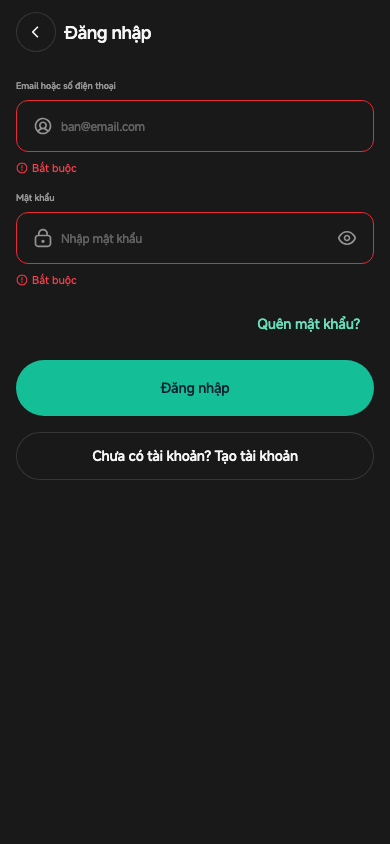 Đăng nhập
Email hoặc số điện thoại
ban@email.com
Bắt buộc
Mật khẩu
Nhập mật khẩu
Bắt buộc
Quên mật khẩu?
Đăng nhập
Chưa có tài khoản? Tạo tài khoản